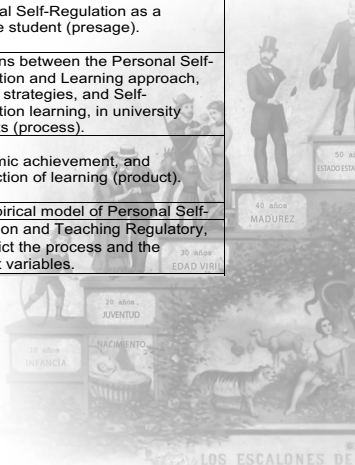 al Self-Regulation as a
e student (presage).
ns between the Personal Self-
tion and Learning approach,
strategies, and Self-
tion learning, in university
s (process).
mic achievement, and
ction of learning (product).
pirical model of Personal Self-
on and Teaching Regulatory,
ict the process and the
t variables.
50 a
ESTADO ESTA
40 años
MADUREZ
30 años
EDAD VIRIL
20 años
JUVENTUD
10 años
INFANCIA
NACIMIENTO
LOS ESCALONES DE